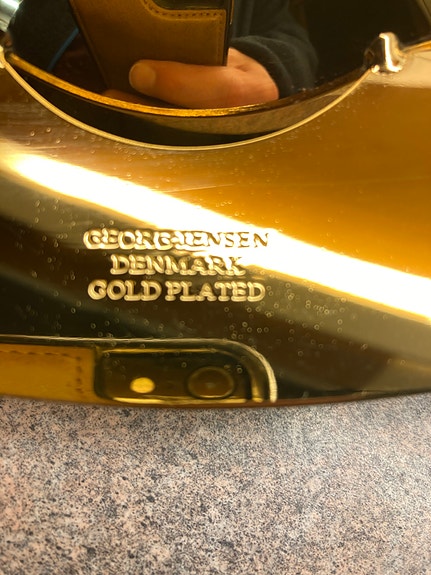 GEORG JENSEN
DENMARK
GOLD PLATED